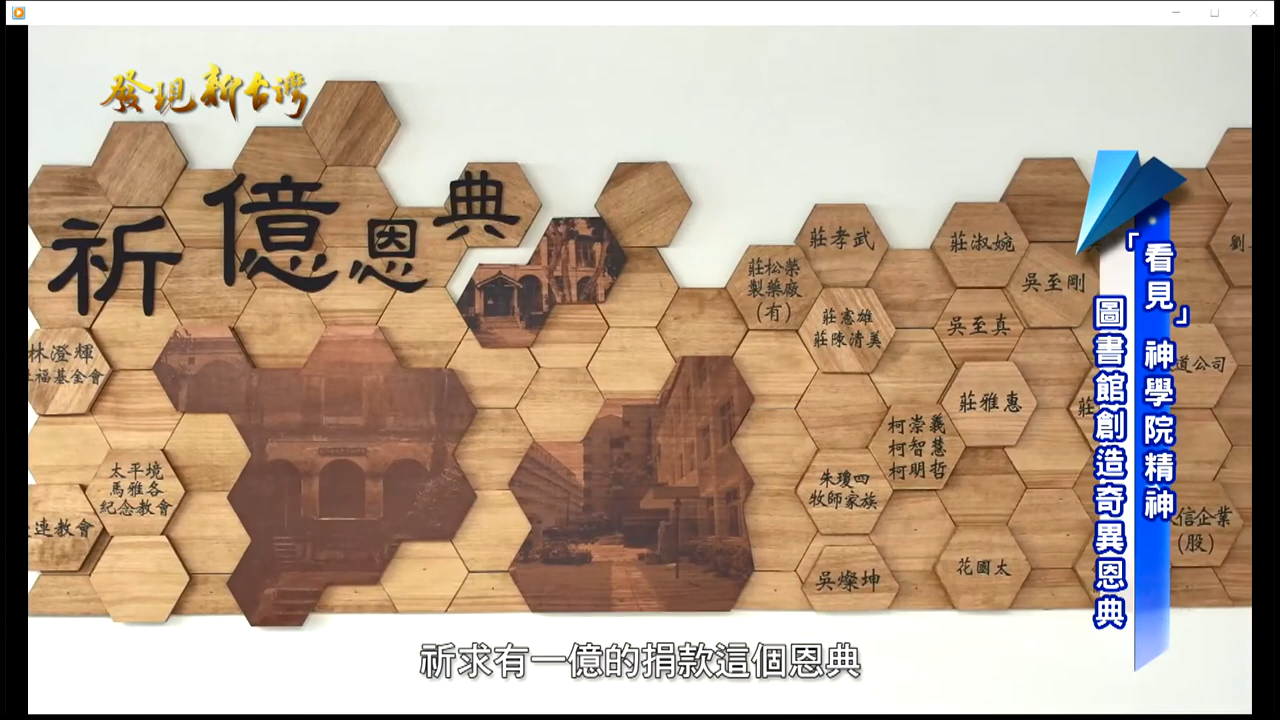 發現新台灣
祈億恩典
莊孝武
莊淑婉
莊松榮
製藥廠
(有)
吳至剛
莊憲雄
莊陳清美
吳至真
林澄輝
福基金會
道公司
莊雅惠
莊
柯崇義
柯智慧
柯明哲
太平境
馬雅各
紀念教會
朱瓊四
牧師家族
連教會
信企業
(股)
吳燦坤
花國太
劉
「看見」神學院精神
圖書館創造奇異恩典
祈求有一億的捐款這個恩典